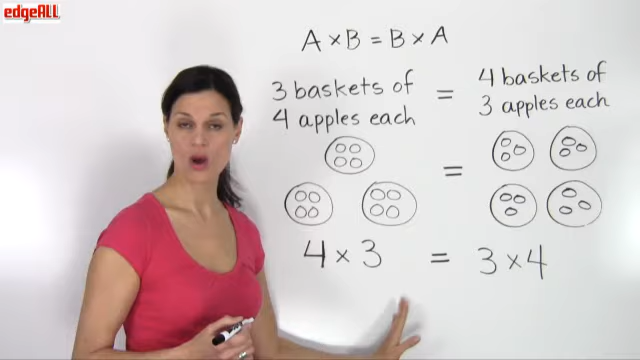 edgeALL
A × B = B × A
3 baskets of 4 apples each = 4 baskets of 3 apples each
=
4 × 3 = 3 × 4